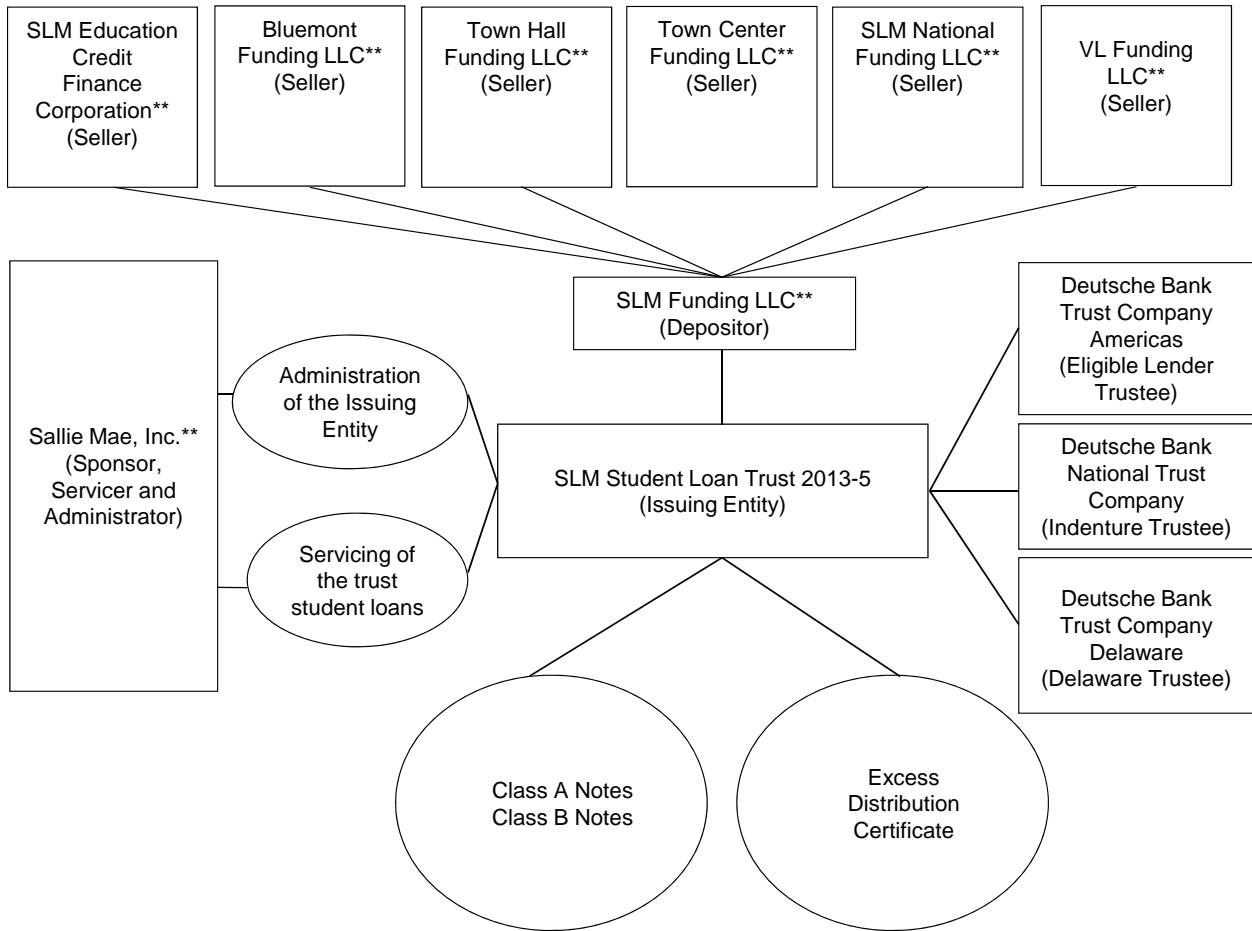 SLM Education
Credit
Finance
Corporation**
(Seller)
Bluemont
Funding LLC**
(Seller)
Town Hall
Funding LLC**
(Seller)
Town Center
Funding LLC**
(Seller)
SLM National
Funding LLC**
(Seller)
VL Funding
LLC**
(Seller)
SLM Funding LLC**
(Depositor)
Sallie Mae, Inc.**
(Sponsor,
Servicer and
Administrator)
Administration
of the Issuing
Entity
Servicing of
the trust
student loans
SLM Student Loan Trust 2013-5
(Issuing Entity)
Deutsche Bank
Trust Company
Americas
(Eligible Lender
Trustee)
Deutsche Bank
National Trust
Company
(Indenture Trustee)
Deutsche Bank
Trust Company
Delaware
(Delaware Trustee)
Class A Notes
Class B Notes
Excess
Distribution
Certificate